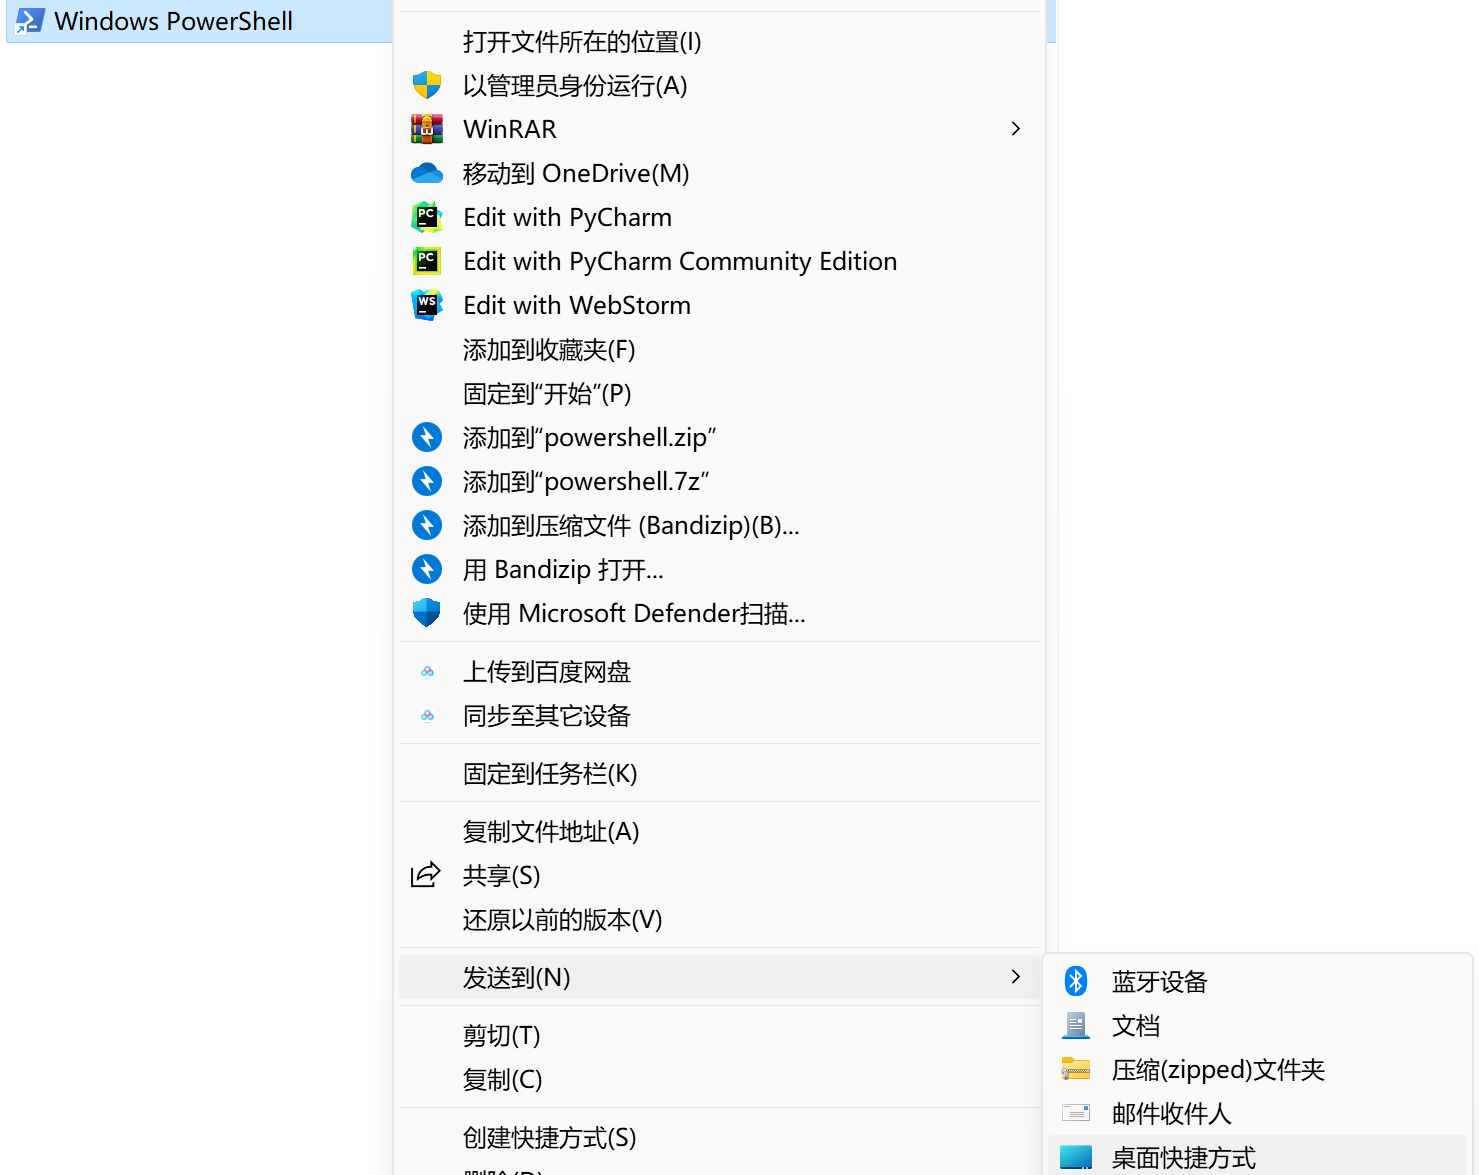 Windows PowerShell
打开文件所在的位置(I)
以管理员身份运行(A)
WinRAR
移动到 OneDrive(M)
Edit with PyCharm
Edit with PyCharm Community Edition
Edit with WebStorm
添加到收藏夹(F)
固定到“开始”(P)
添加到“powershell.zip”
添加到“powershell.7z”
添加到压缩文件 (Bandizip)(B)...
用 Bandizip 打开...
使用 Microsoft Defender扫描...
上传到百度网盘
同步至其它设备
固定到任务栏(K)
复制文件地址(A)
共享(S)
还原以前的版本(V)
发送到(N)
剪切(T)
复制(C)
创建快捷方式(S)
删除(D)
蓝牙设备
文档
压缩(zipped)文件夹
邮件收件人
桌面快捷方式